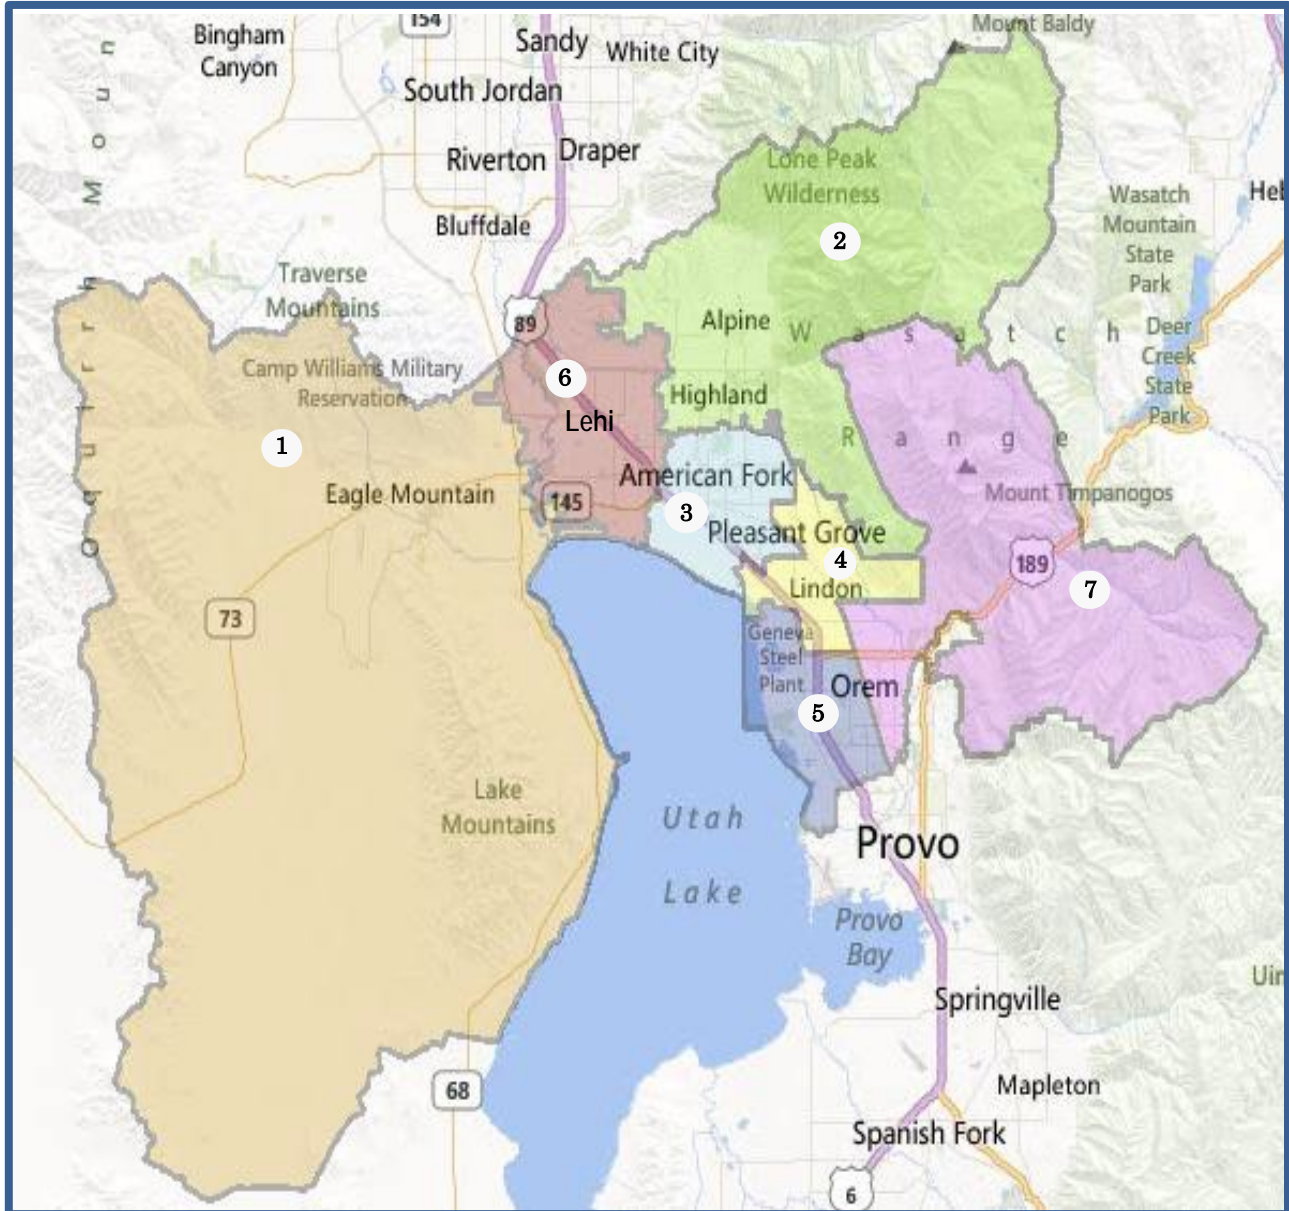 154
Mount Baldy
Bingham
Canyon
Sandy
White City
South Jordan
Riverton
Draper
Lone Peak
Wilderness
Wasatch
Mountain
State
Park
Bluffdale
2
Traverse
Mountains
89
Alpine
W a s a t c h
Deer
Creek
State
Park
Camp Williams Military
Reservation
6
Highland
Lehi
1
R a n g e
Oquirrh Moun
American Fork
Eagle Mountain
145
3
Mount Timpanogos
Pleasant Grove
4
189
Lindon
7
73
Geneva
Steel
Plant
Orem
5
Lake
Mountains
Utah
Lake
Provo
Provo
Bay
Springville
68
Mapleton
Spanish Fork
6